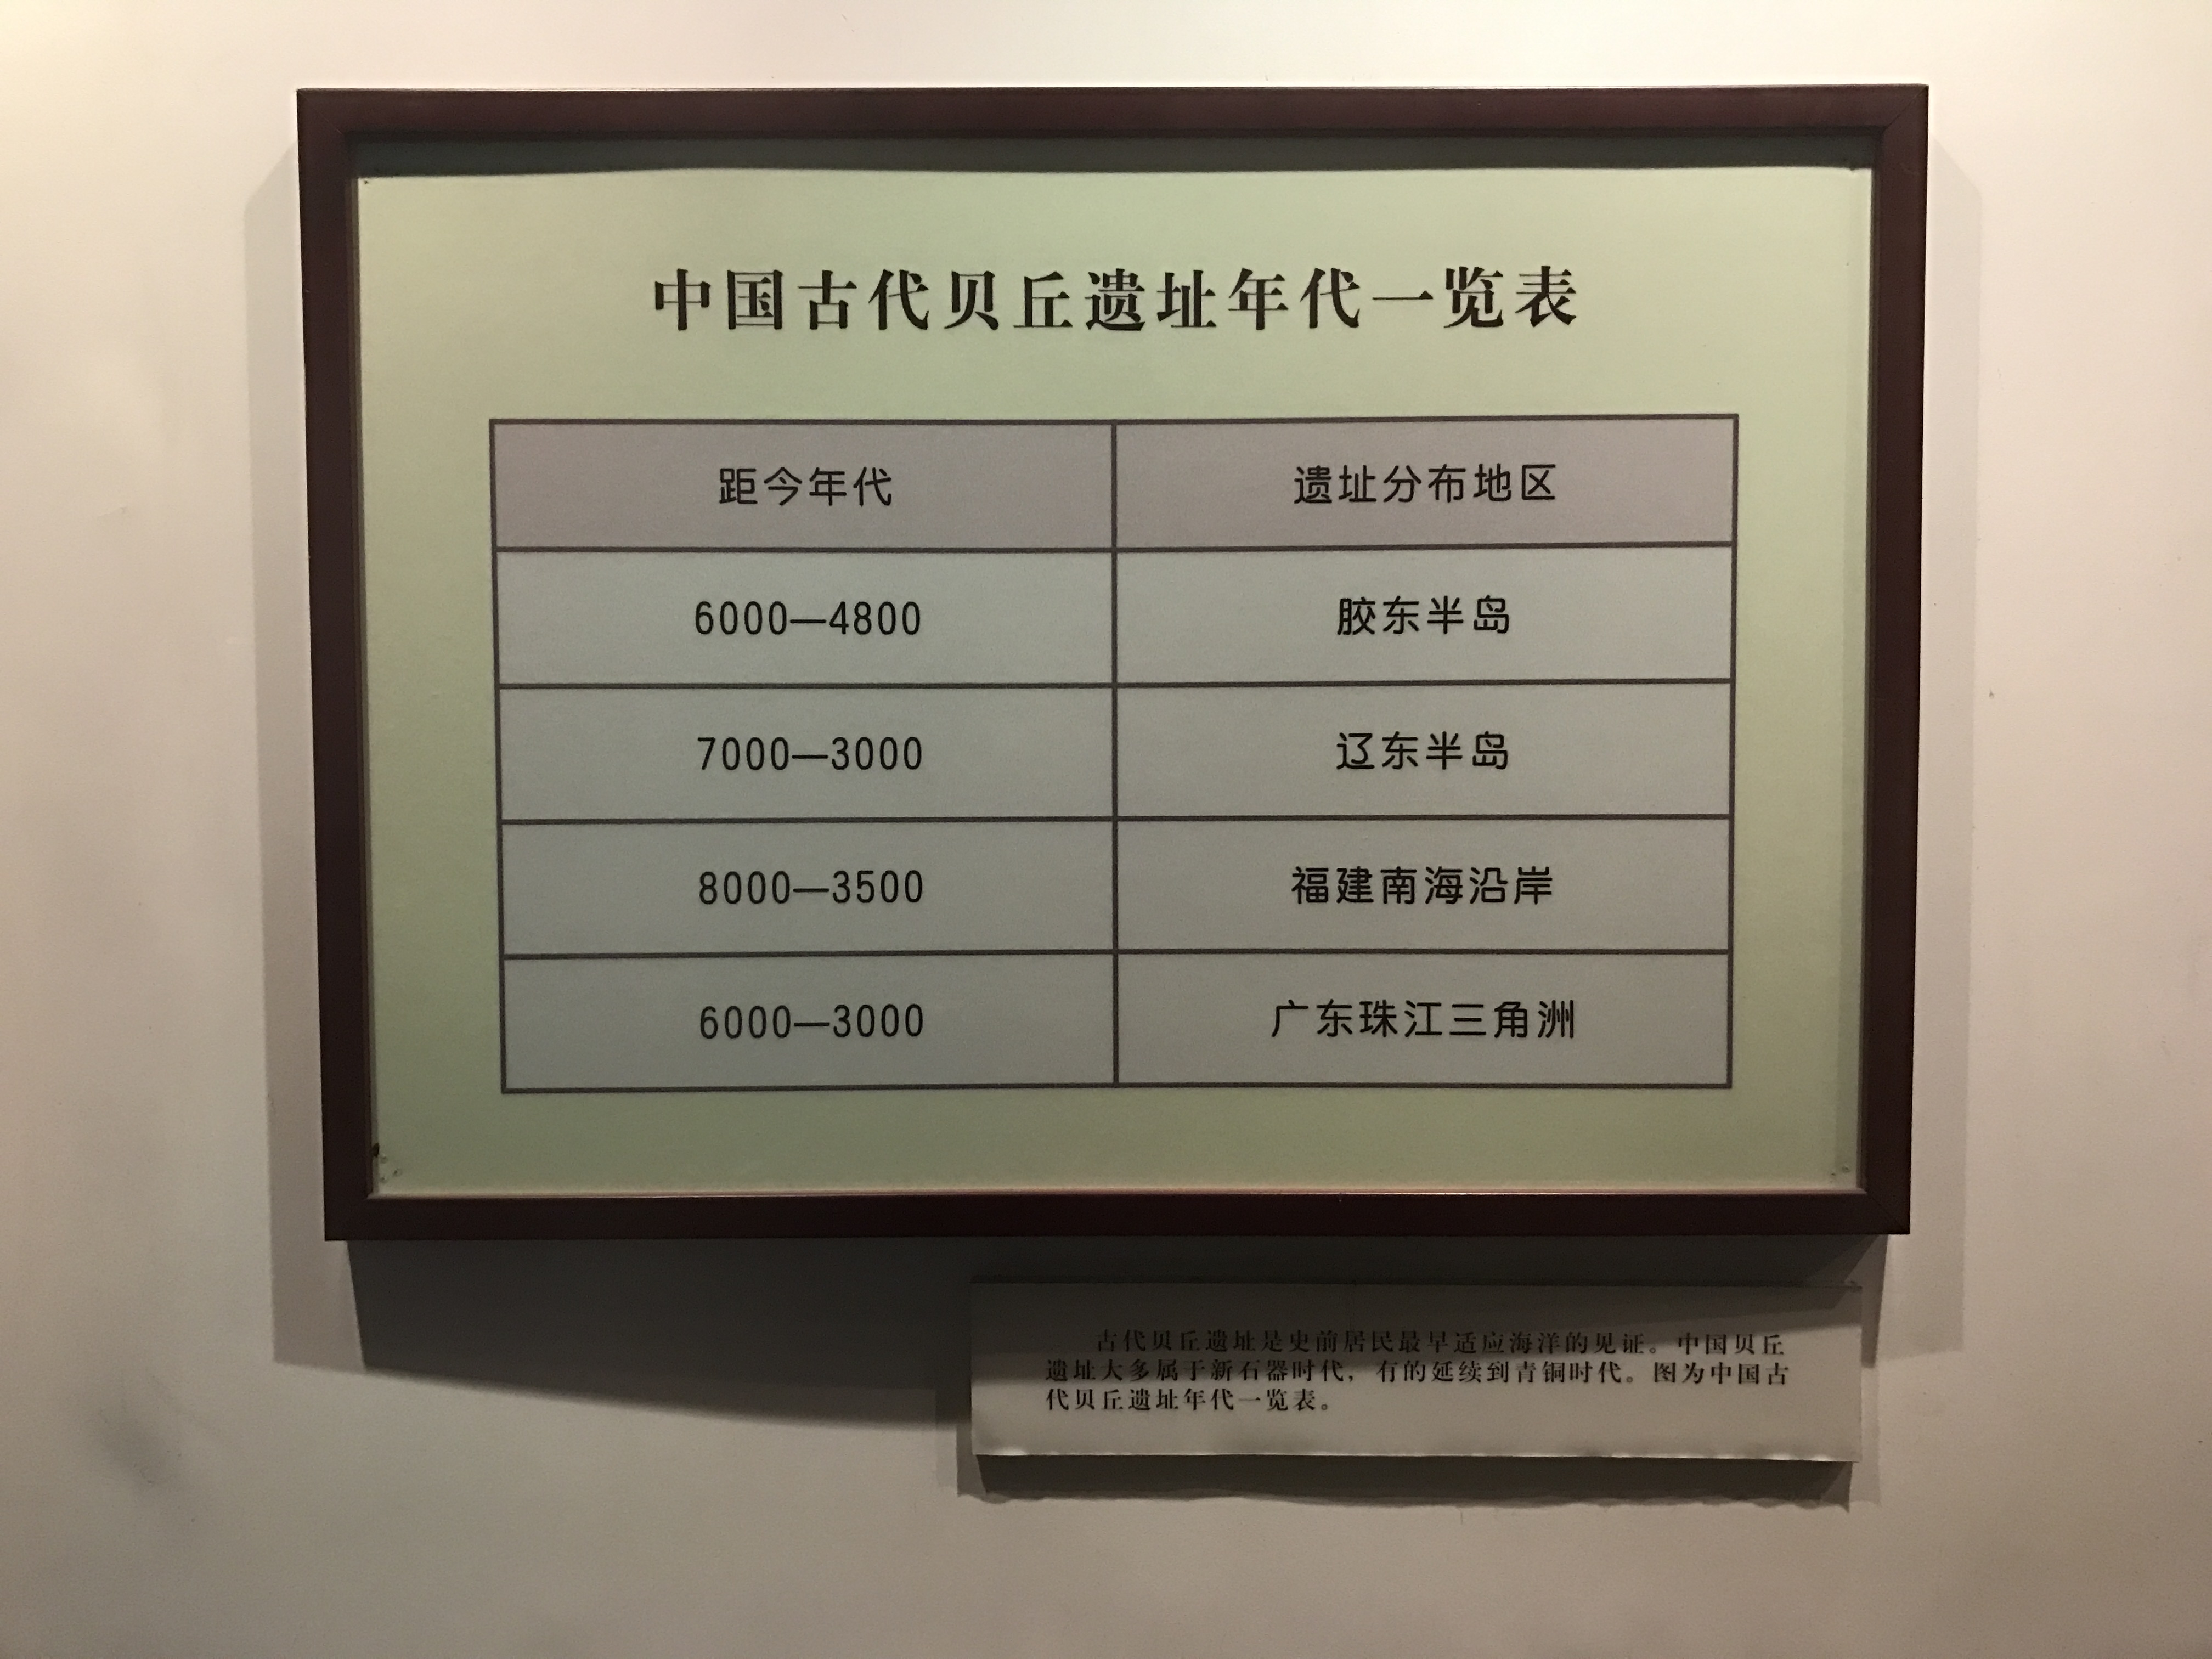 中国古代贝丘遗址年代一览表
距今年代 遗址分布地区
6000—4800 胶东半岛
7000—3000 辽东半岛
8000—3500 福建南海沿岸
6000—3000 广东珠江三角洲
古代贝丘遗址是史前居民最早适应海洋的见证。中国贝丘
遗址大多属于新石器时代，有的延续到青铜时代。图为中国古
代贝丘遗址年代一览表。